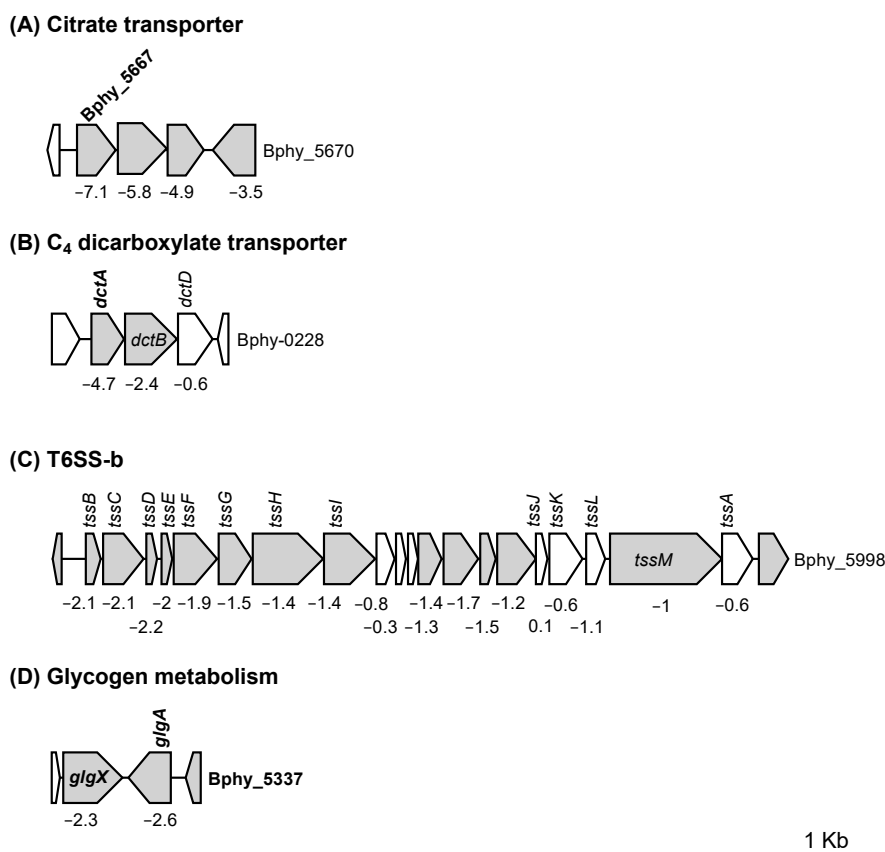 (A) Citrate transporter
Bphy_5667
Bphy_5670
−7.1 −5.8 −4.9 −3.5
(B) C₄ dicarboxylate transporter
dctA dctD
dctB Bphy-0228
−4.7 −2.4 −0.6
(C) T6SS-b
tssB tssC tssD tssE tssF tssG tssH tssI tssJ tssK tssL tssA
tssM Bphy_5998
−2.1 −2.1 −2 −1.9 −1.5 −1.4 −1.4 −0.8 −1.4 −1.7 −1.2 −0.6 −1 −0.6
−2.2 −0.3 −1.3 −1.5 0.1 −1.1
(D) Glycogen metabolism
glgA
glgX Bphy_5337
−2.3 −2.6
1 Kb